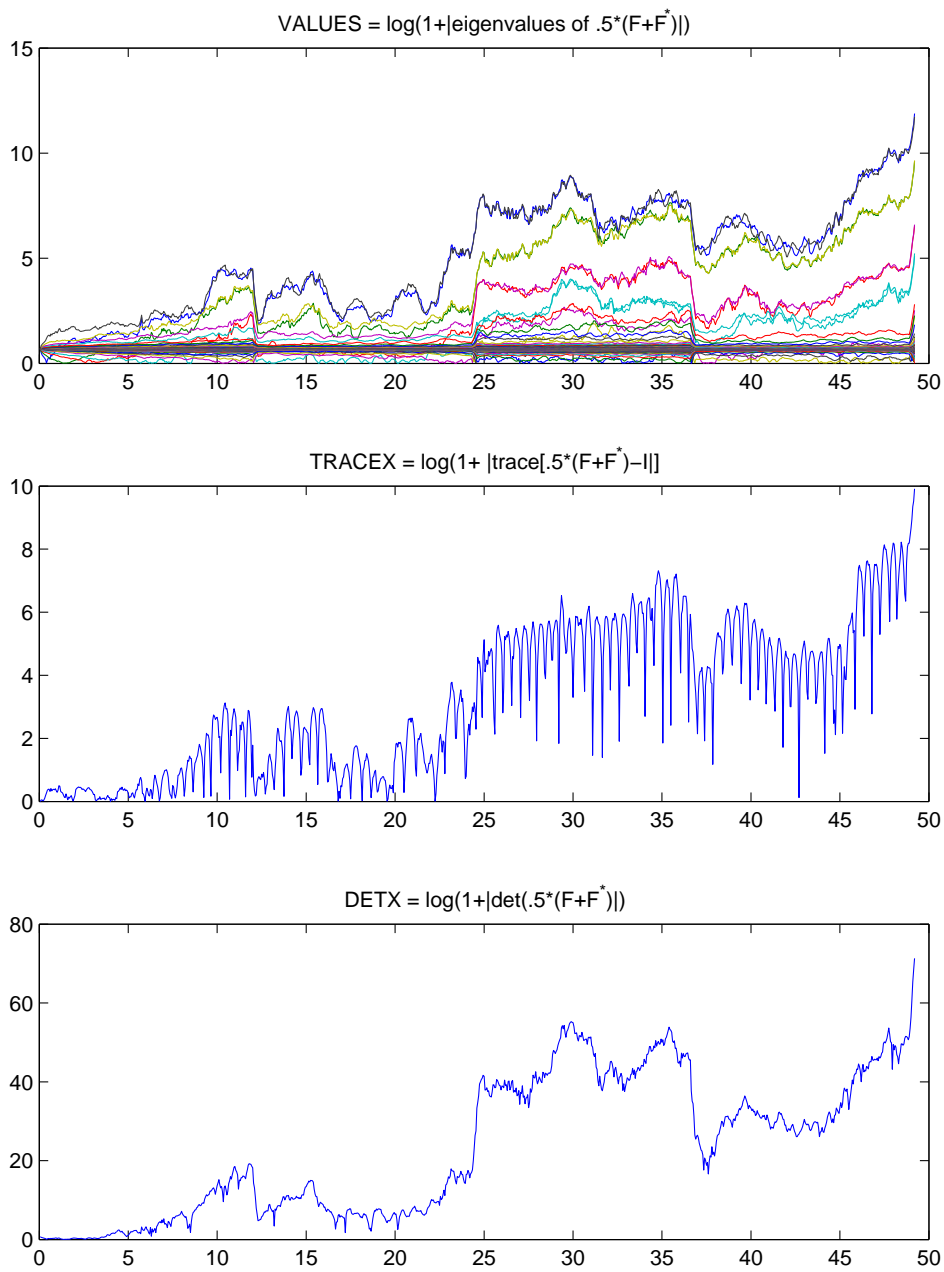 VALUES = log(1+|eigenvalues of .5*(F+F*)|)
15
10
5
0
0 5 10 15 20 25 30 35 40 45 50
TRACEX = log(1+ |trace[.5*(F+F*)−I|]
10
8
6
4
2
0
0 5 10 15 20 25 30 35 40 45 50
DETX = log(1+|det(.5*(F+F*)|)
80
60
40
20
0
0 5 10 15 20 25 30 35 40 45 50